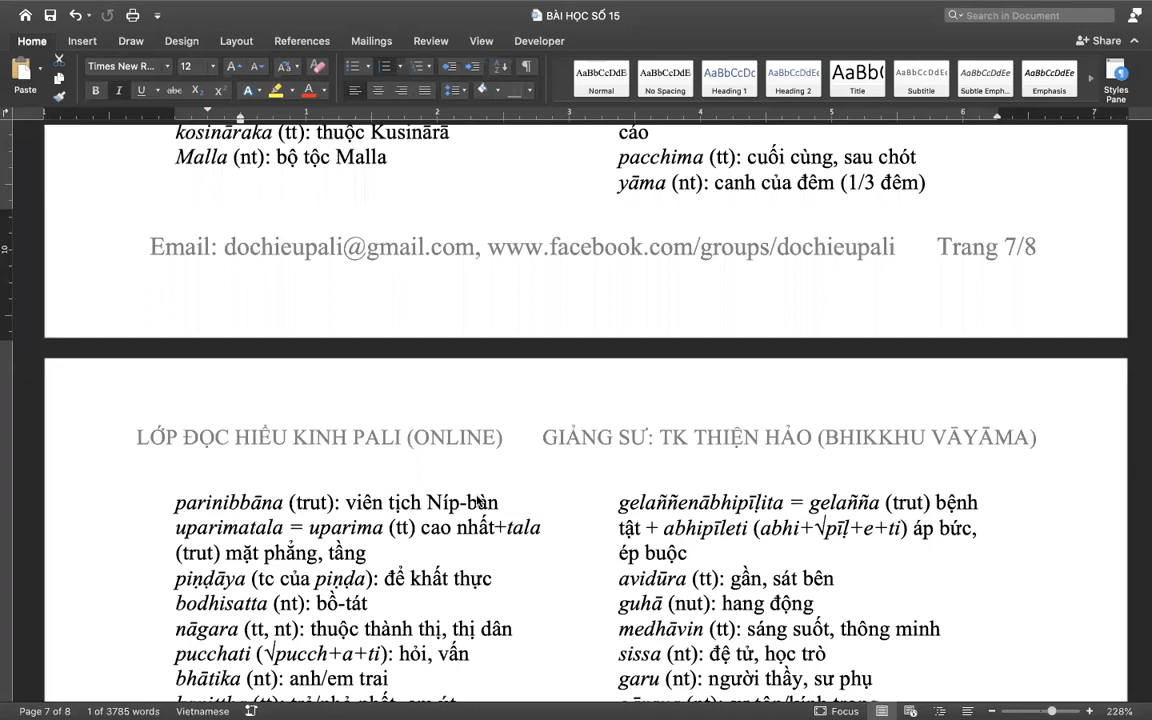 BÀI HỌC SỐ 15
Search in Document
Home Insert Draw Design Layout References Mailings Review View Developer
Share
Paste
Times New R... 12
AaBbCcDdE AaBbCcDdE AaBbCcDc AaBbCcDdEe AaBb( AaBbCcDdE AaBbCcDdEe AaBbCcDdEe
Normal No Spacing Heading 1 Heading 2 Title Subtitle Subtle Emph... Emphasis
Styles Pane
1 2 3 4 5 6 7
kosināraka (tt): thuộc Kusinārā
Malla (nt): bộ tộc Malla
cáo
pacchima (tt): cuối cùng, sau chót
yāma (nt): canh của đêm (1/3 đêm)
Email: dochieupali@gmail.com, www.facebook.com/groups/dochieupali Trang 7/8
LỚP ĐỌC HIỂU KINH PALI (ONLINE) GIẢNG SƯ: TK THIỆN HẢO (BHIKKHU VĀYĀMA)
parinibbāna (trut): viên tịch Níp-bàn
uparimatala = uparima (tt) cao nhất+tala
(trut) mặt phẳng, tầng
piṇḍāya (tc của piṇḍa): để khất thực
bodhisatta (nt): bồ-tát
nāgara (tt, nt): thuộc thành thị, thị dân
pucchati (√pucch+a+ti): hỏi, vấn
bhātika (nt): anh/em trai
gelaññenābhipīḷita = gelañña (trut) bệnh
tật + abhipīleti (abhi+√pīḷ+e+ti) áp bức,
ép buộc
avidūra (tt): gần, sát bên
guhā (nut): hang động
medhāvin (tt): sáng suốt, thông minh
sissa (nt): đệ tử, học trò
garu (nt): người thầy, sư phụ
Page 7 of 8 1 of 3785 words Vietnamese Focus 228%